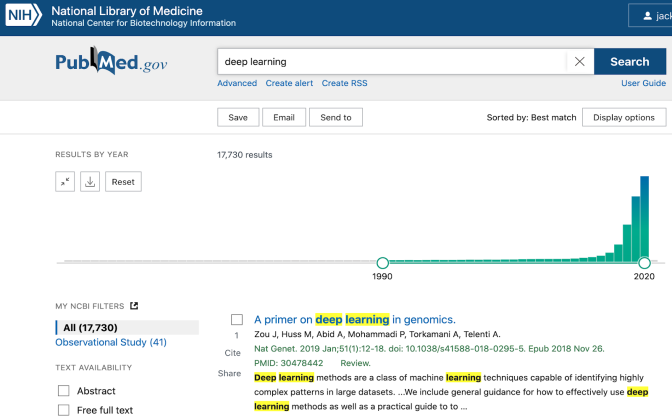 NIH
National Library of Medicine
National Center for Biotechnology Information
jack
PubMed.gov
deep learning
Search
Advanced Create alert Create RSS
User Guide
Save Email Send to
Sorted by: Best match Display options
RESULTS BY YEAR
17,730 results
Reset
1990 2020
MY NCBI FILTERS
All (17,730)
Observational Study (41)
TEXT AVAILABILITY
Abstract
Free full text
A primer on deep learning in genomics.
1
Zou J, Huss M, Abid A, Mohammadi P, Torkamani A, Telenti A.
Cite
Nat Genet. 2019 Jan;51(1):12-18. doi: 10.1038/s41588-018-0295-5. Epub 2018 Nov 26.
PMID: 30478442 Review.
Share
Deep learning methods are a class of machine learning techniques capable of identifying highly
complex patterns in large datasets. ...We include general guidance for how to effectively use deep
learning methods as well as a practical guide to to ...